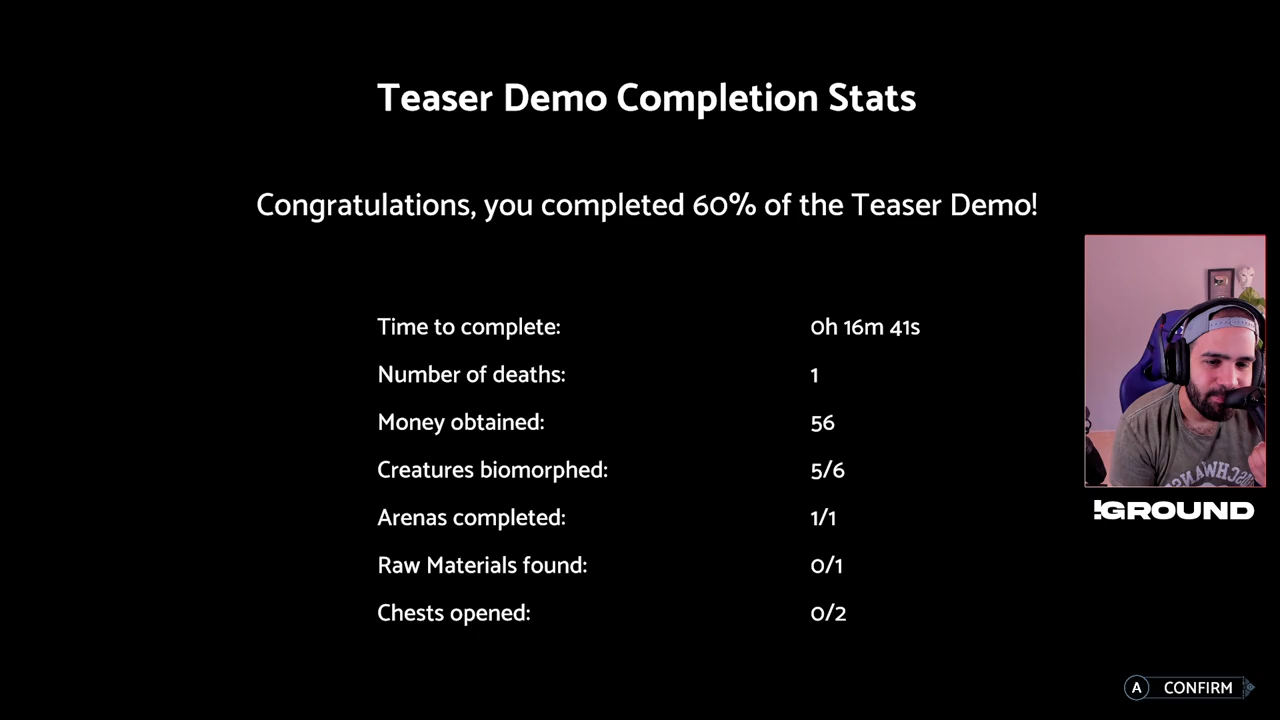 Teaser Demo Completion Stats
Congratulations, you completed 60% of the Teaser Demo!
Time to complete: 0h 16m 41s
Number of deaths: 1
Money obtained: 56
Creatures biomorphed: 5/6
Arenas completed: 1/1
Raw Materials found: 0/1
Chests opened: 0/2
!GROUND
A CONFIRM